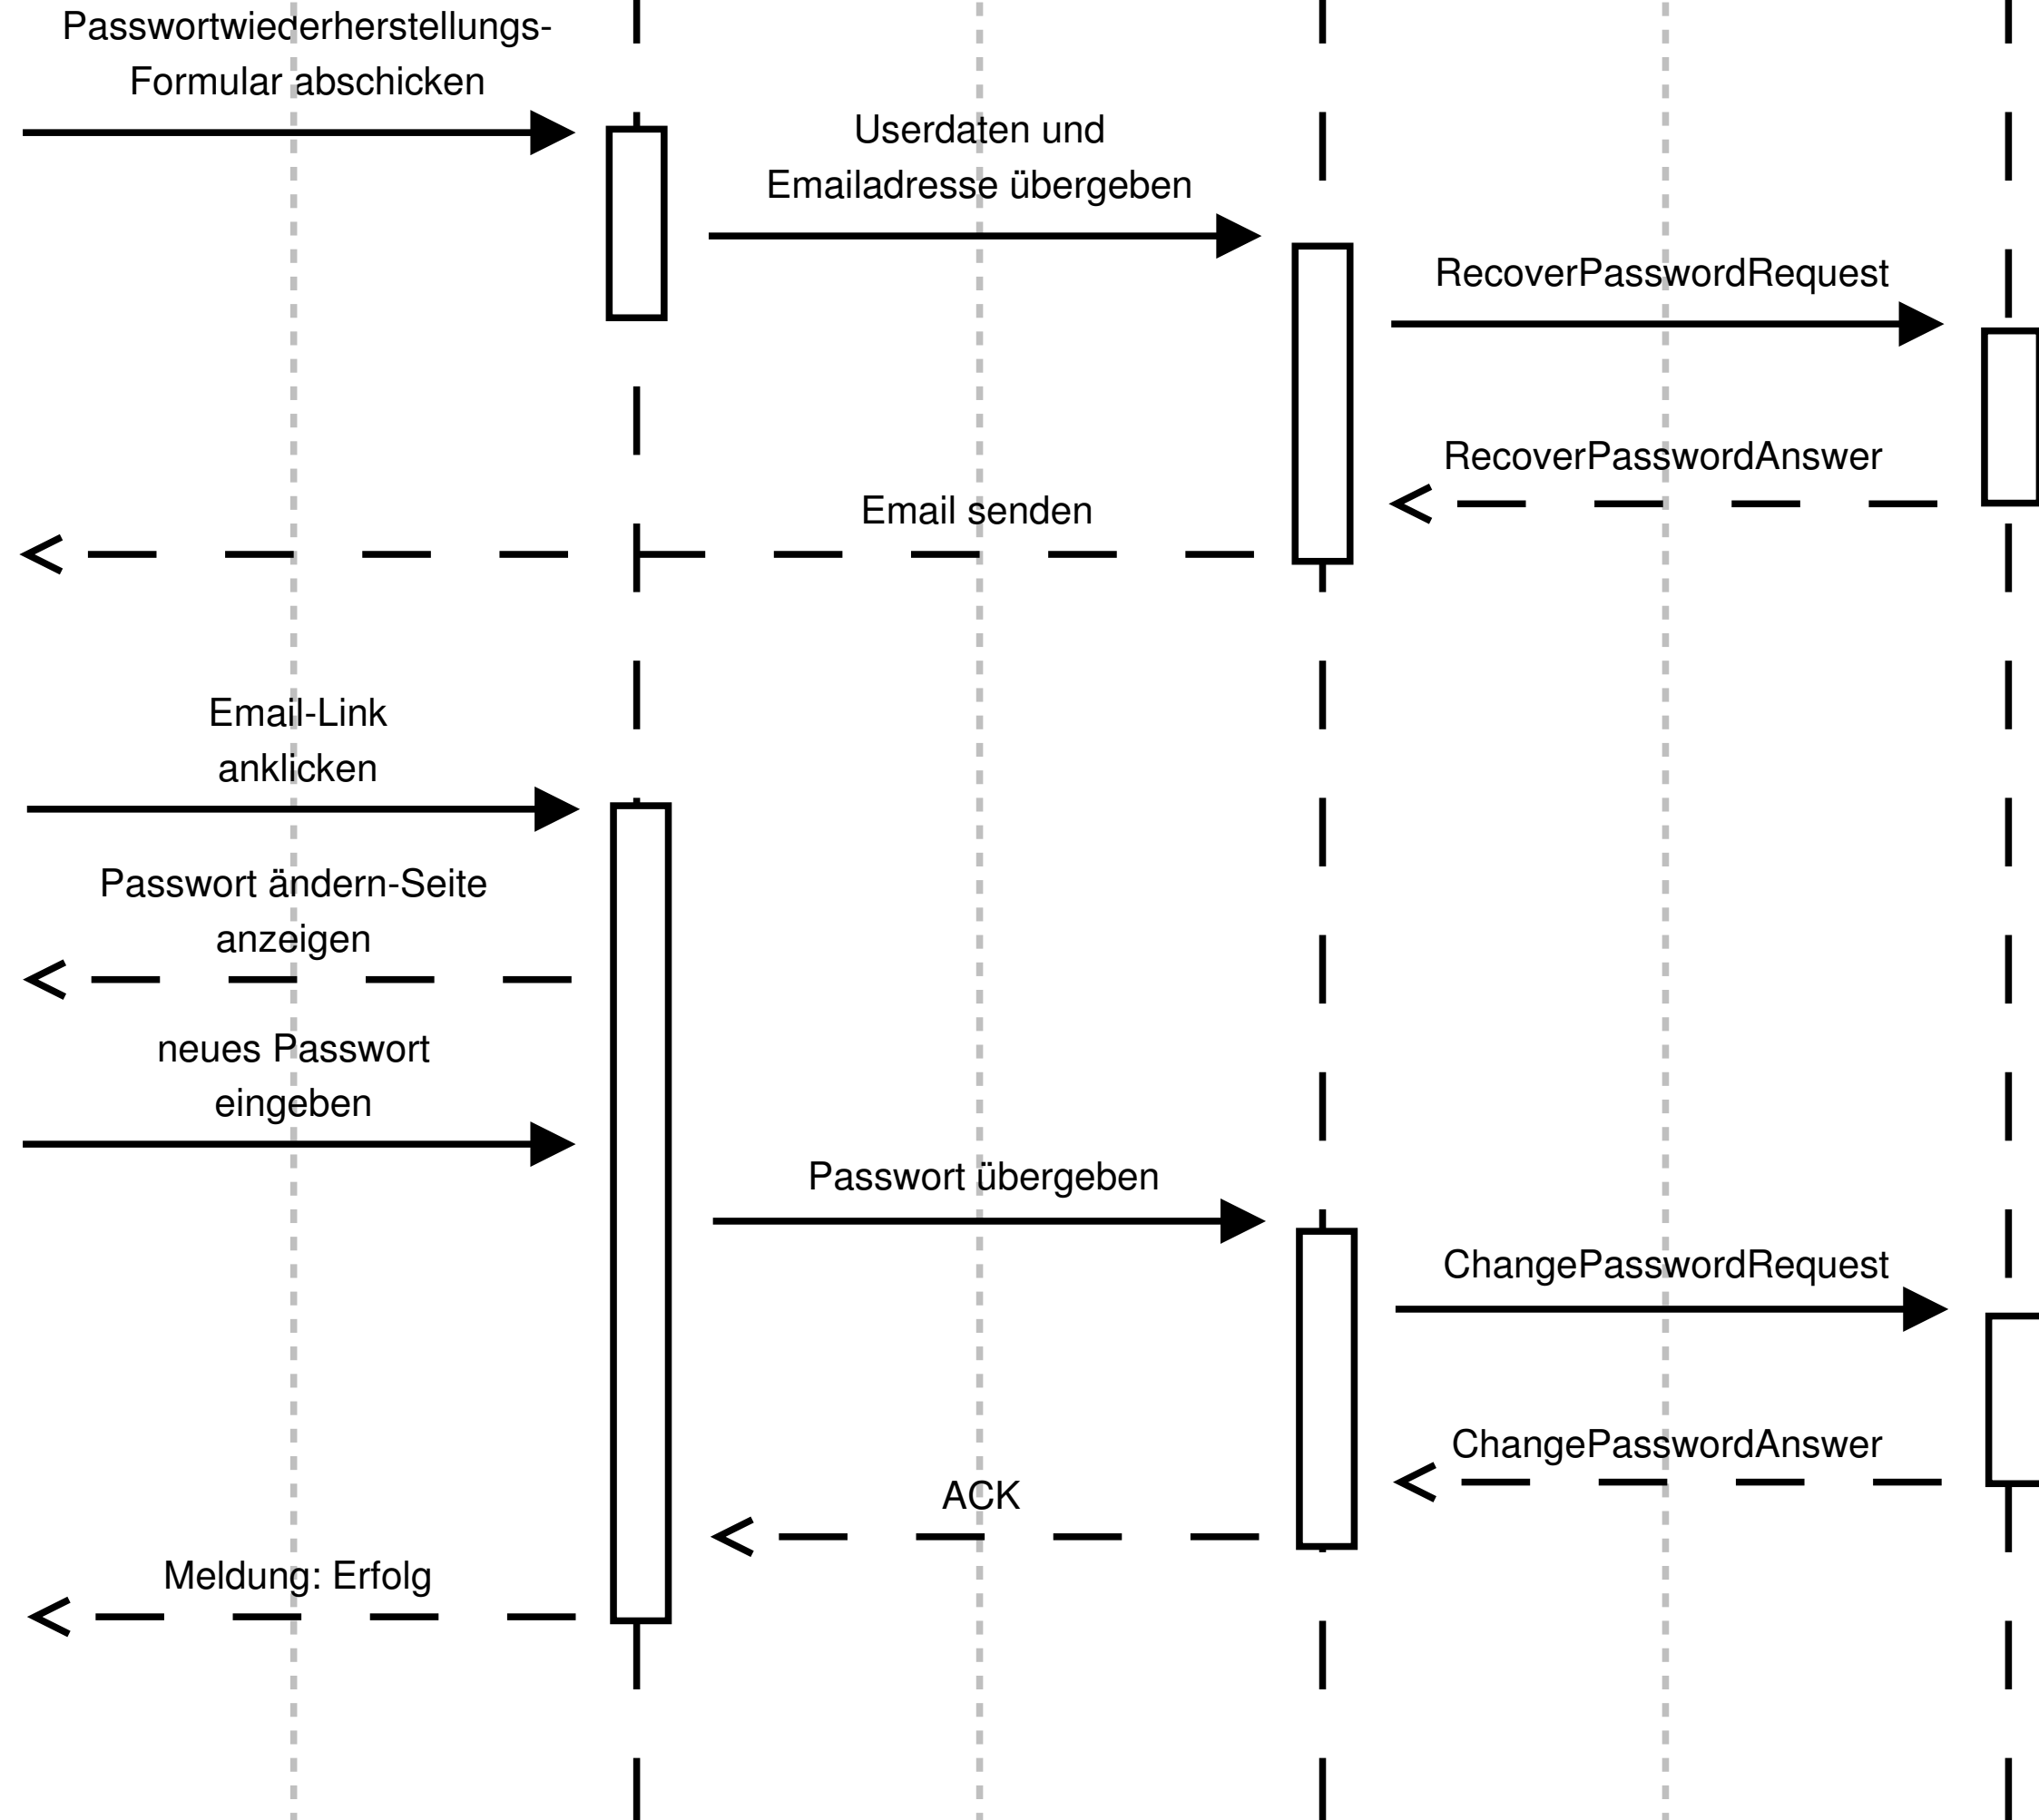 Passwortwiederherstellungs-
Formular abschicken
Userdaten und
Emailadresse übergeben
RecoverPasswordRequest
RecoverPasswordAnswer
Email senden
Email-Link
anklicken
Passwort ändern-Seite
anzeigen
neues Passwort
eingeben
Passwort übergeben
ChangePasswordRequest
ChangePasswordAnswer
ACK
Meldung: Erfolg